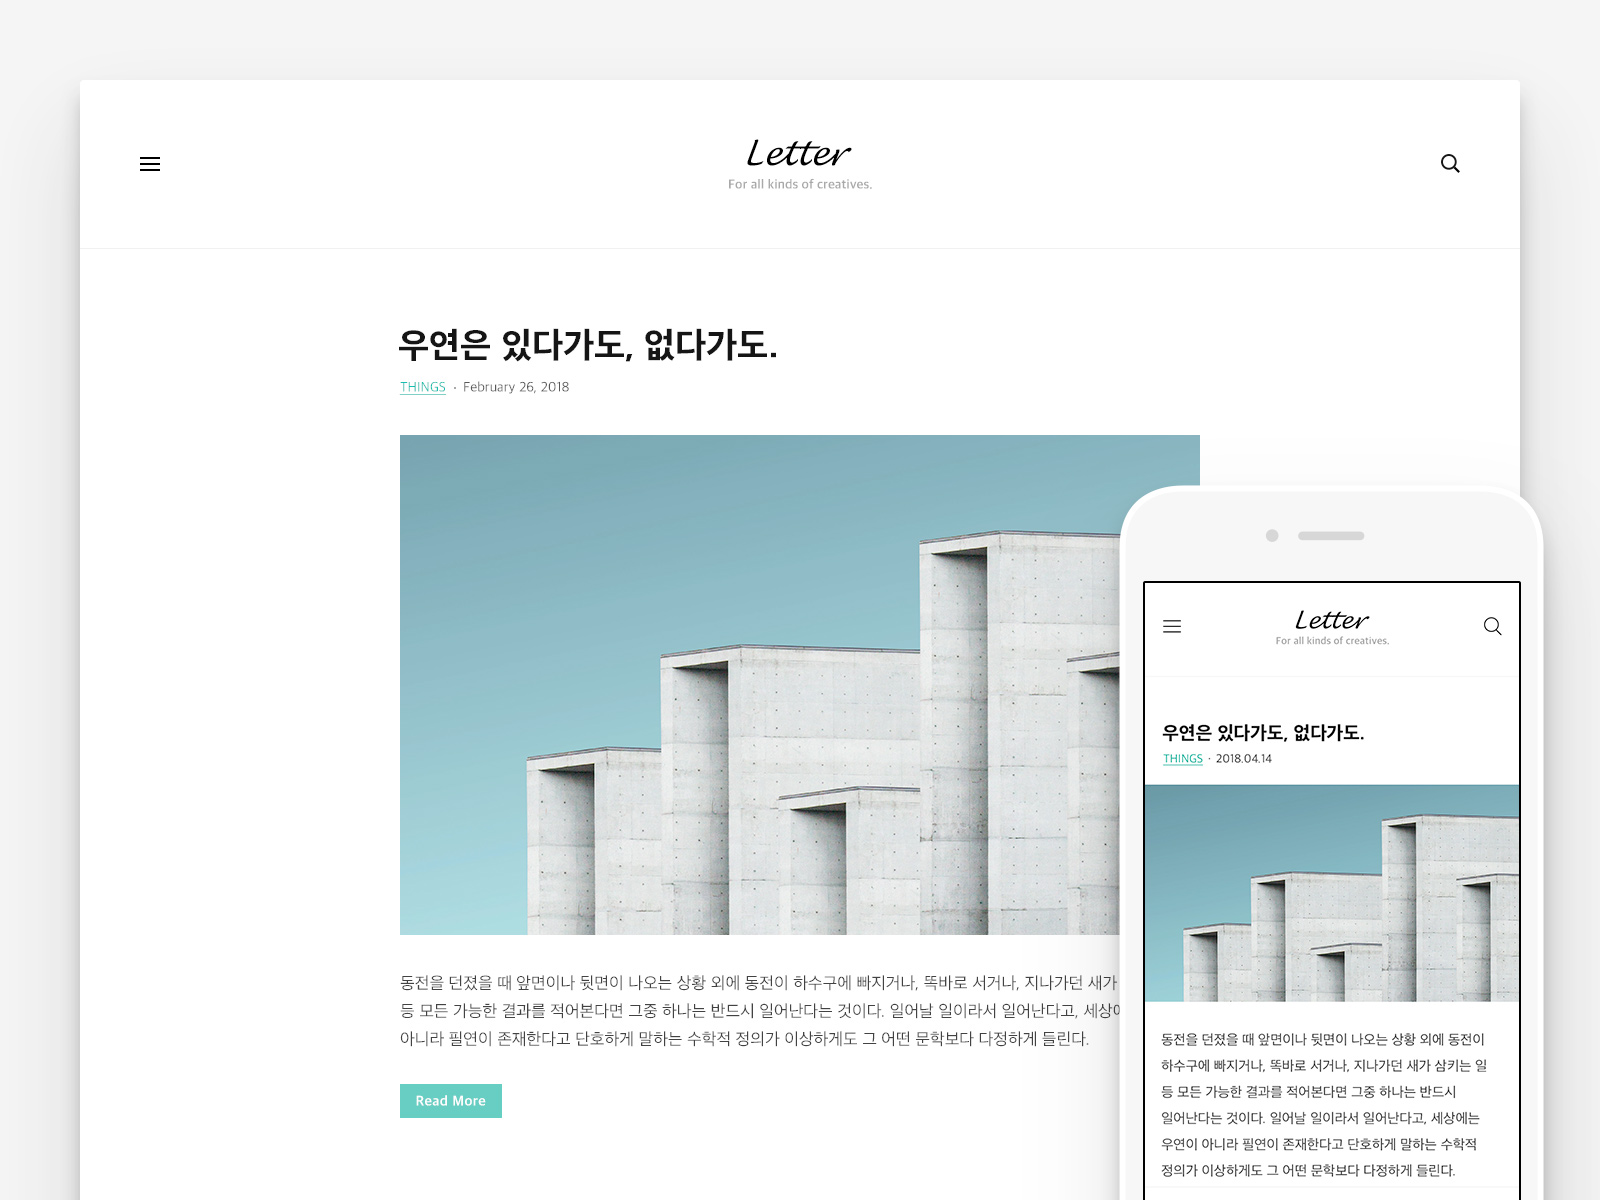 Letter
For all kinds of creatives.
우연은 있다가도, 없다가도.
THINGS · February 26, 2018
동전을 던졌을 때 앞면이나 뒷면이 나오는 상황 외에 동전이 하수구에 빠지거나, 똑바로 서거나, 지나가던 새가
등 모든 가능한 결과를 적어본다면 그중 하나는 반드시 일어난다는 것이다. 일어날 일이라서 일어난다고,
아니라 필연이 존재한다고 단호하게 말하는 수학적 정의가 이상하게도 그 어떤 문학보다 다정하게 들린다.
Read More
Letter
For all kinds of creatives.
우연은 있다가도, 없다가도.
THINGS · 2018.04.14
동전을 던졌을 때 앞면이나 뒷면이 나오는 상황 외에 동전이
하수구에 빠지거나, 똑바로 서거나, 지나가던 새가 삼키는 일
등 모든 가능한 결과를 적어본다면 그중 하나는 반드시
일어난다는 것이다. 일어날 일이라서 일어난다고, 세상에는
우연이 아니라 필연이 존재한다고 단호하게 말하는 수학적
정의가 이상하게도 그 어떤 문학보다 다정하게 들린다.